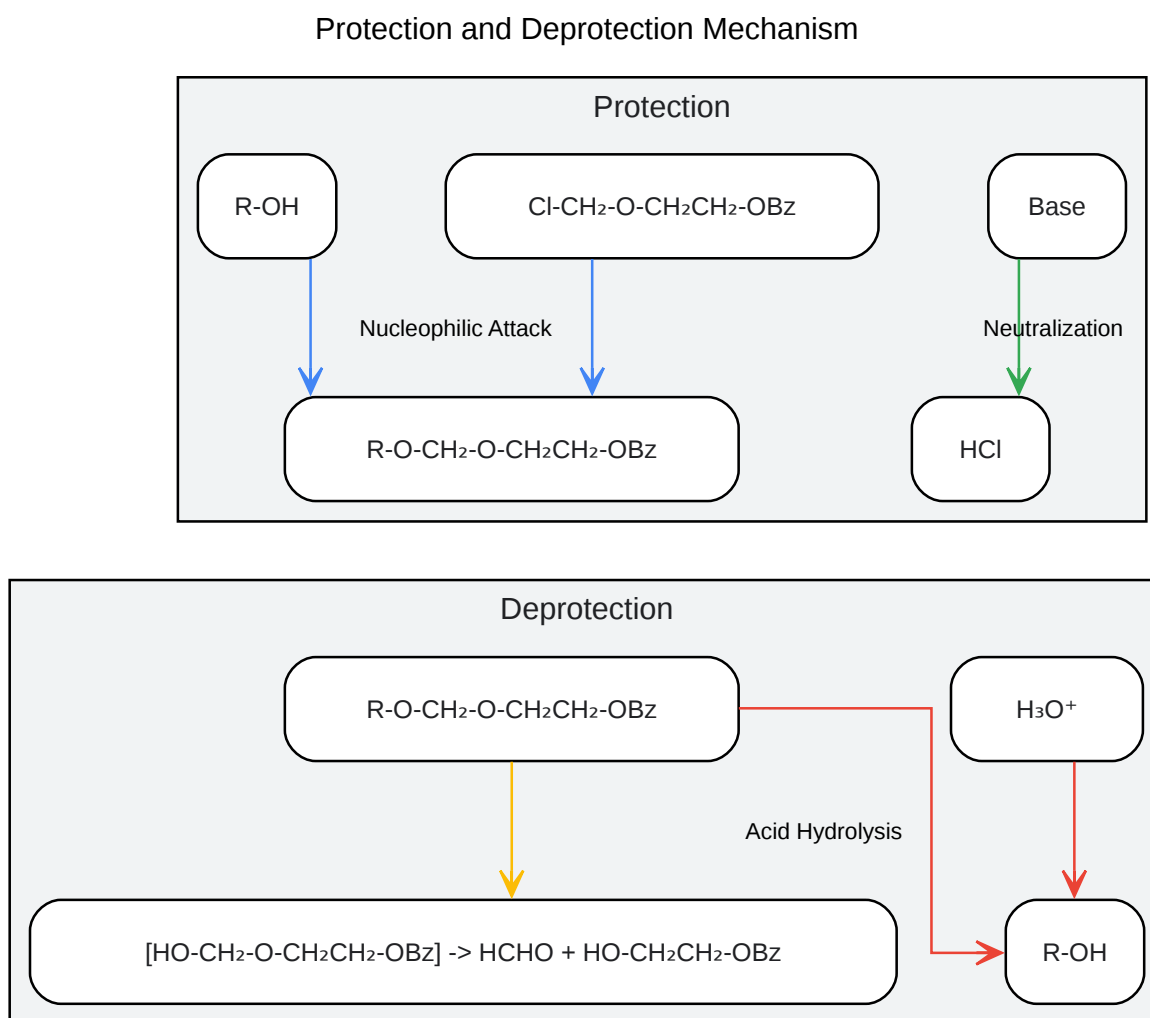 Protection and Deprotection Mechanism
Protection
R-OH
Cl-CH₂-O-CH₂CH₂-OBz
Base
Nucleophilic Attack
Neutralization
R-O-CH₂-O-CH₂CH₂-OBz
HCl
Deprotection
R-O-CH₂-O-CH₂CH₂-OBz
H₃O⁺
Acid Hydrolysis
[HO-CH₂-O-CH₂CH₂-OBz] -> HCHO + HO-CH₂CH₂-OBz
R-OH